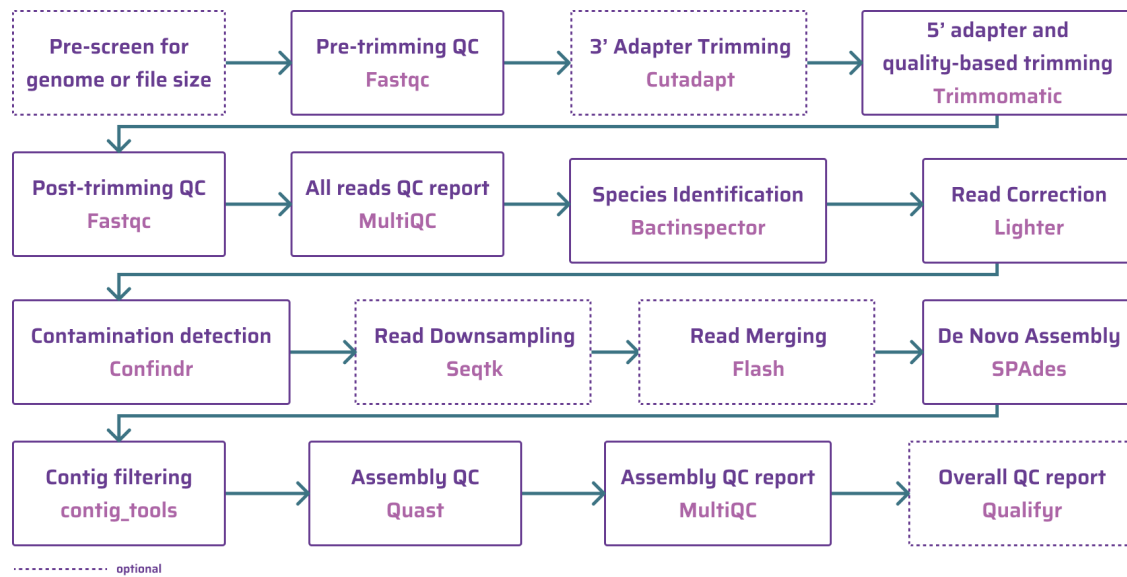 Pre-screen for
genome or file size
Pre-trimming QC
Fastqc
3’ Adapter Trimming
Cutadapt
5’ adapter and
quality-based trimming
Trimmomatic
Post-trimming QC
Fastqc
All reads QC report
MultiQC
Species Identification
Bactinspector
Read Correction
Lighter
Contamination detection
Confindr
Read Downsampling
Seqtk
Read Merging
Flash
De Novo Assembly
SPAdes
Contig filtering
contig_tools
Assembly QC
Quast
Assembly QC report
MultiQC
Overall QC report
Qualifyr
optional